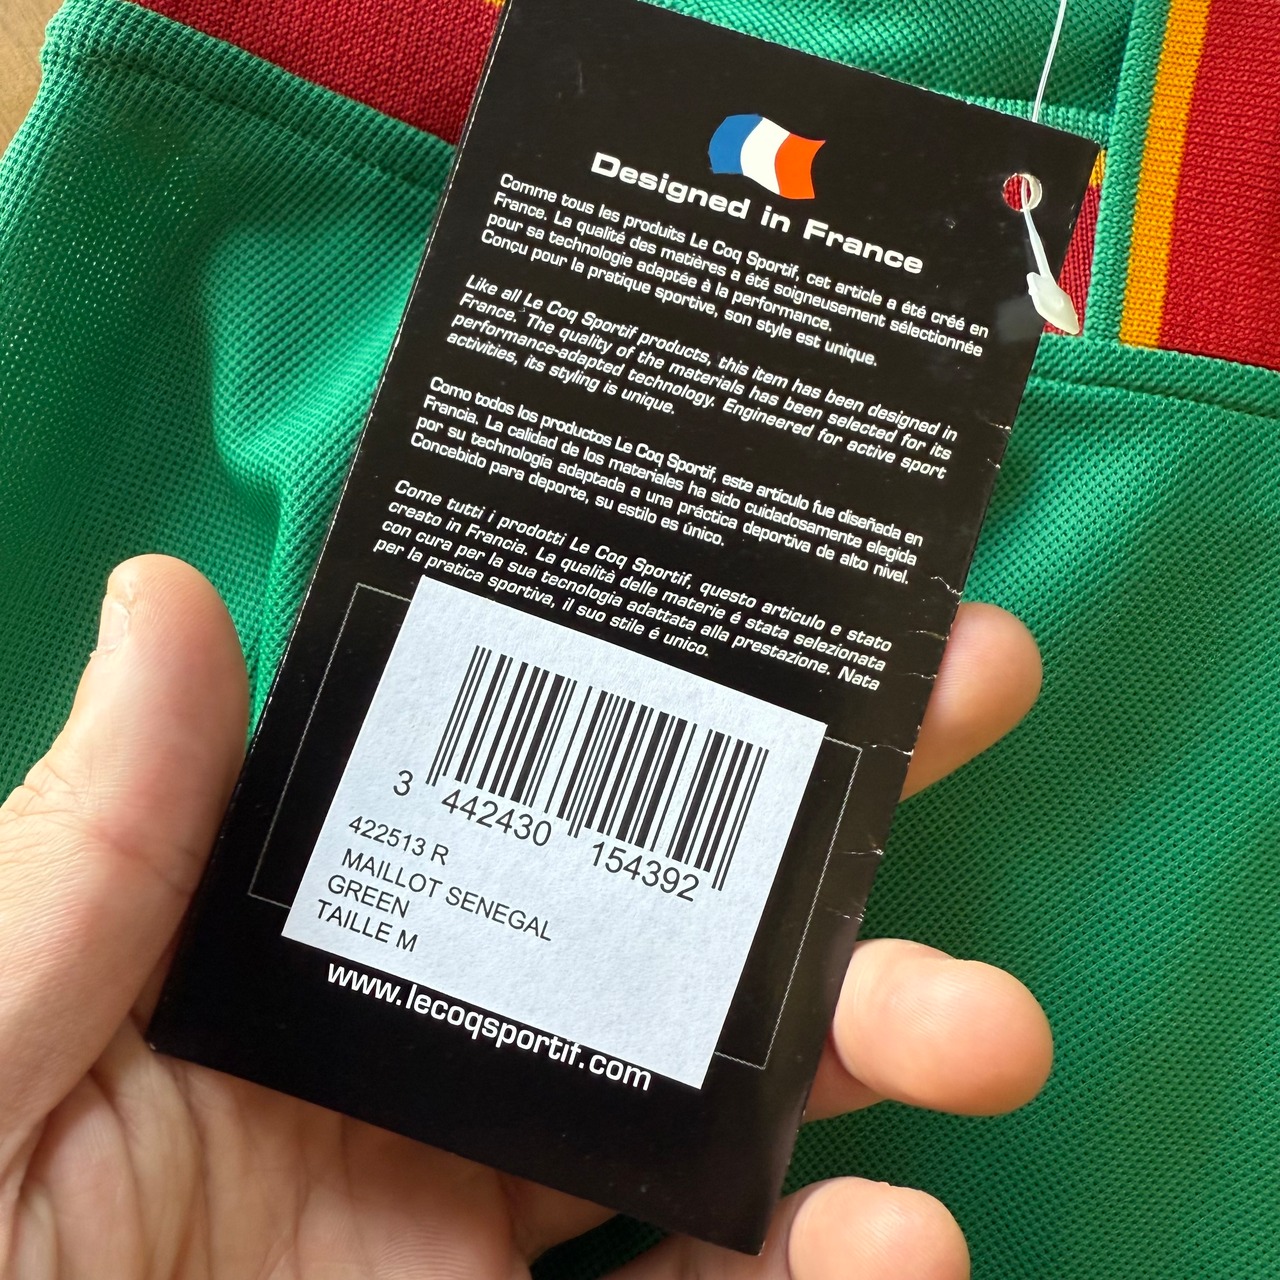 Designed in France
Comme tous les produits Le Coq Sportif, cet article a été créé en
France. La qualité des matières a été soigneusement sélectionnée
pour sa technologie adaptée à la performance.
Conçu pour la pratique sportive, son style est unique.
Like all Le Coq Sportif products, this item has been designed in
France. The quality of the materials has been selected for its
performance-adapted technology. Engineered for active sport
activities, its styling is unique.
Como todos los productos Le Coq Sportif, este artículo fue diseñada en
Francia. La calidad de los materiales ha sido cuidadosamente elegida
por su technología adaptada a una práctica deportiva de alto nivel.
Concebido para deporte, su estilo es único.
Come tutti i prodotti Le Coq Sportif, questo articulo e stato
creato in Francia. La qualità delle materie é stata selezionata
con cura per la sua tecnologia adattata alla prestazione. Nata
per la pratica sportiva, il suo stile é unico.
3 442430 154392
422513 R
MAILLOT SENEGAL
GREEN
TAILLE M
www.lecoqsportif.com